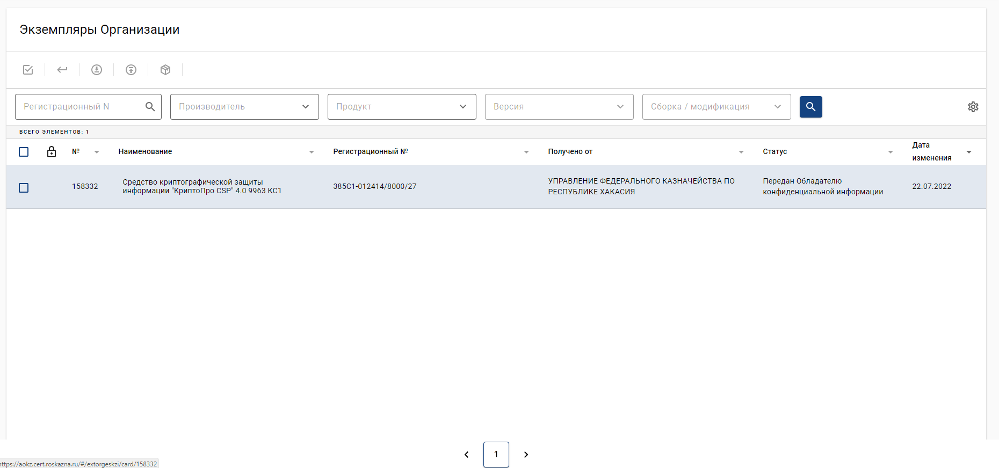 Экземпляры Организации
Регистрационный N
Производитель
Продукт
Версия
Сборка / модификация
ВСЕГО ЭЛЕМЕНТОВ: 1
№
Наименование
Регистрационный №
Получено от
Статус
Дата
изменения
158332
Средство криптографической защиты
информации "КриптоПро CSP" 4.0 9963 КС1
385С1-012414/8000/27
УПРАВЛЕНИЕ ФЕДЕРАЛЬНОГО КАЗНАЧЕЙСТВА ПО
РЕСПУБЛИКЕ ХАКАСИЯ
Передан Обладателю
конфиденциальной информации
22.07.2022
1
https://aokz.cert.roskazna.ru/#/extorgeskzi/card/158332